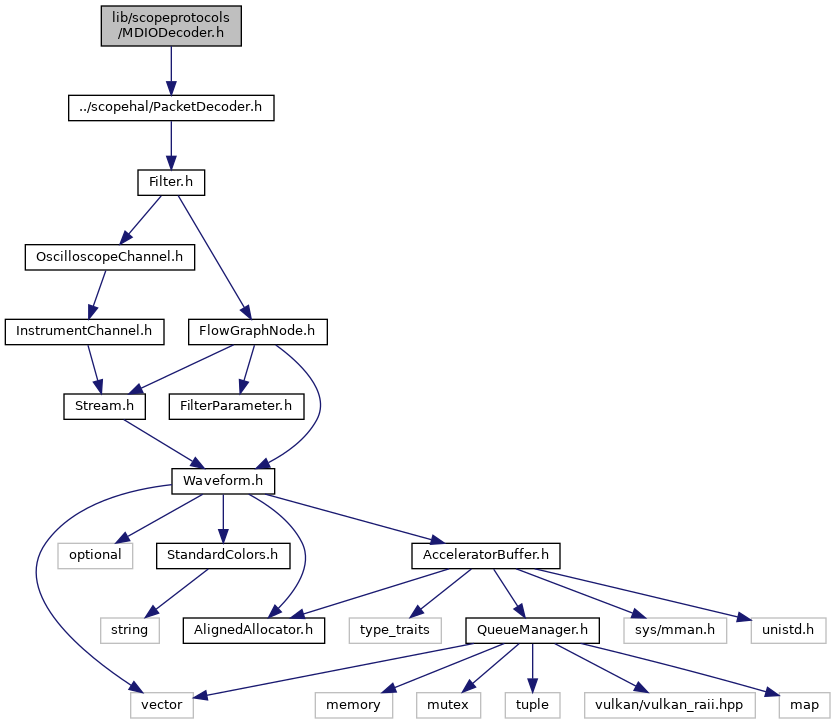 lib/scopeprotocols
/MDIODecoder.h
../scopehal/PacketDecoder.h
Filter.h
OscilloscopeChannel.h
InstrumentChannel.h
FlowGraphNode.h
Stream.h
FilterParameter.h
Waveform.h
optional
StandardColors.h
AcceleratorBuffer.h
string
AlignedAllocator.h
type_traits
QueueManager.h
sys/mman.h
unistd.h
vector
memory
mutex
tuple
vulkan/vulkan_raii.hpp
map